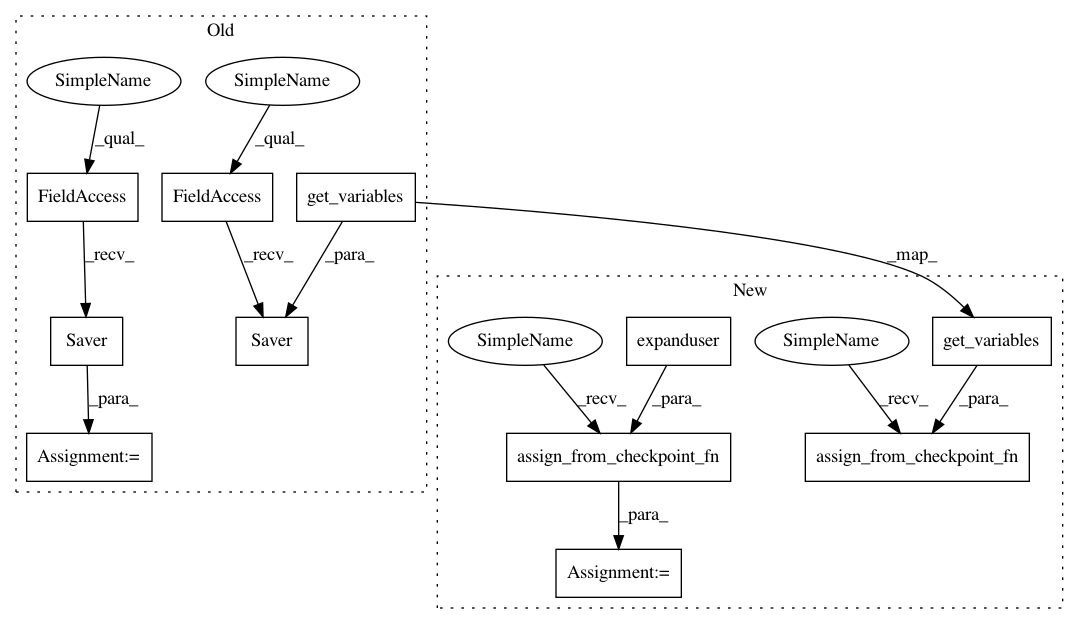 Old
SimpleName
SimpleName
_qual_
_qual_
FieldAccess
FieldAccess
get_variables
_recv_
_recv_
_para_
_map_
New
Saver
Saver
SimpleName
expanduser
SimpleName
get_variables
_para_
_recv_
_para_
_recv_
_para_
Assignment:=
assign_from_checkpoint_fn
assign_from_checkpoint_fn
_para_
Assignment:=